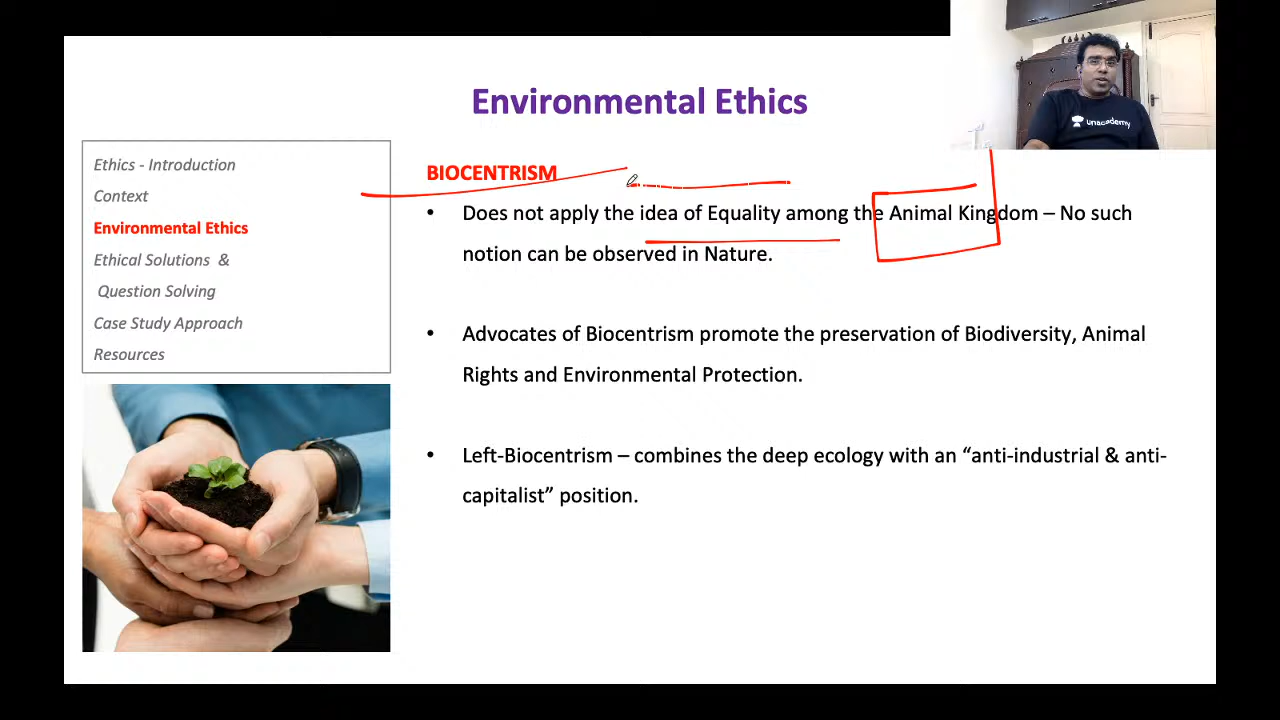 unacademy
Environmental Ethics
Ethics - Introduction
Context
Environmental Ethics
Ethical Solutions &
Question Solving
Case Study Approach
Resources
BIOCENTRISM
• Does not apply the idea of Equality among the Animal Kingdom – No such
notion can be observed in Nature.
• Advocates of Biocentrism promote the preservation of Biodiversity, Animal
Rights and Environmental Protection.
• Left-Biocentrism – combines the deep ecology with an “anti-industrial & anti-
capitalist” position.